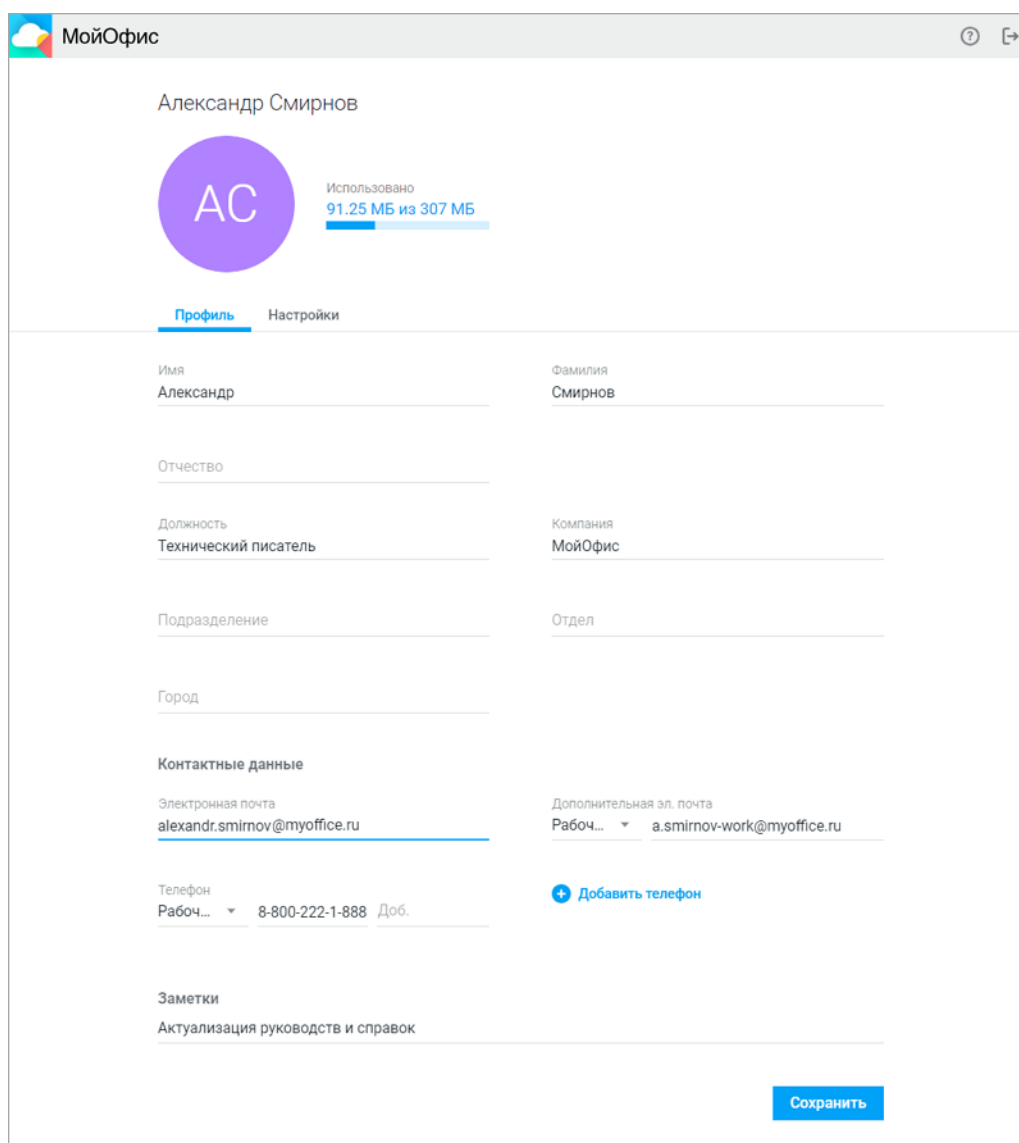 МойОфис
Александр Смирнов
АС
Использовано
91.25 МБ из 307 МБ
Профиль Настройки
Имя Фамилия
Александр Смирнов
Отчество
Должность Компания
Технический писатель МойОфис
Подразделение Отдел
Город
Контактные данные
Электронная почта Дополнительная эл. почта
alexandr.smirnov@myoffice.ru Рабоч... a.smirnov-work@myoffice.ru
Телефон Добавить телефон
Рабоч... 8-800-222-1-888 Доб.
Заметки
Актуализация руководств и справок
Сохранить